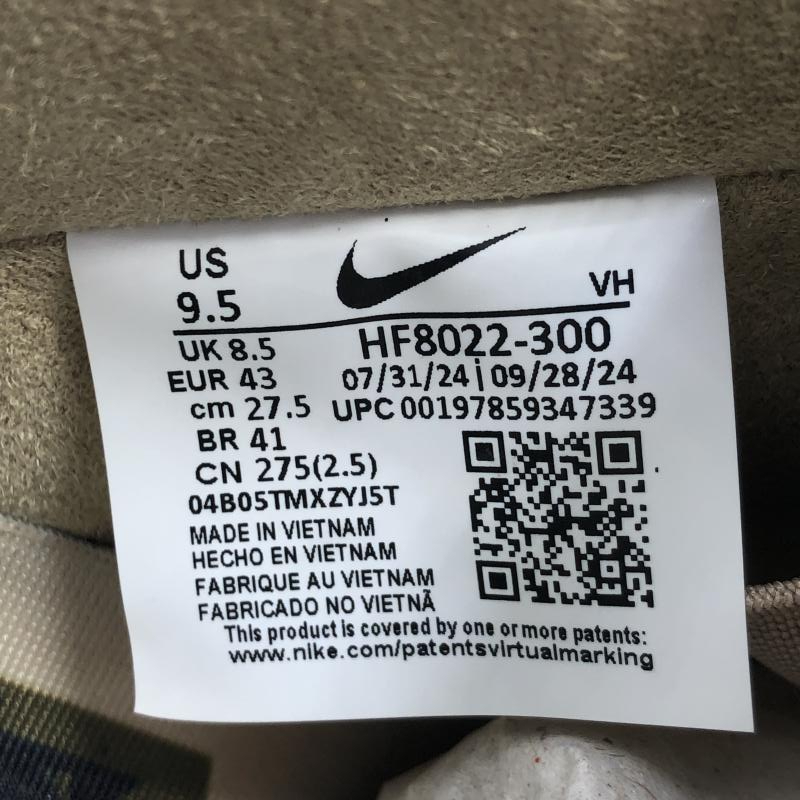 US
9.5
VH
UK 8.5
HF8022-300
EUR 43
07/31/24|09/28/24
cm 27.5
UPC 00197859347339
BR 41
CN 275(2.5)
04B05TMXZYJ5T
MADE IN VIETNAM
HECHO EN VIETNAM
FABRIQUE AU VIETNAM
FABRICADO NO VIETNÃ
This product is covered by one or more patents:
www.nike.com/patentsvirtualmarking